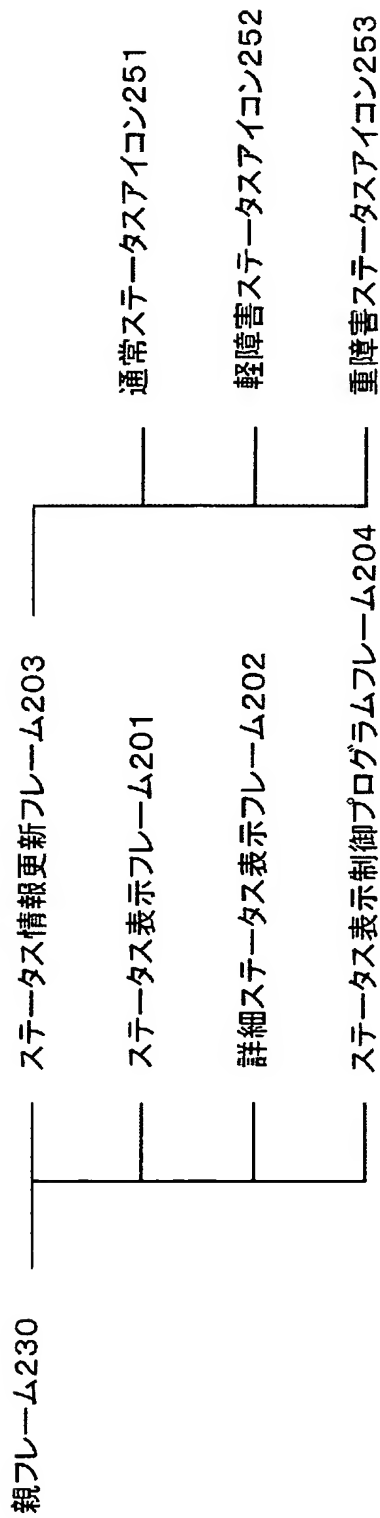 親フレーム230
ステータス情報更新フレーム203
ステータス表示フレーム201
詳細ステータス表示フレーム202
ステータス表示制御プログラムフレーム204
通常ステータスアイコン251
軽障害ステータスアイコン252
重障害ステータスアイコン253